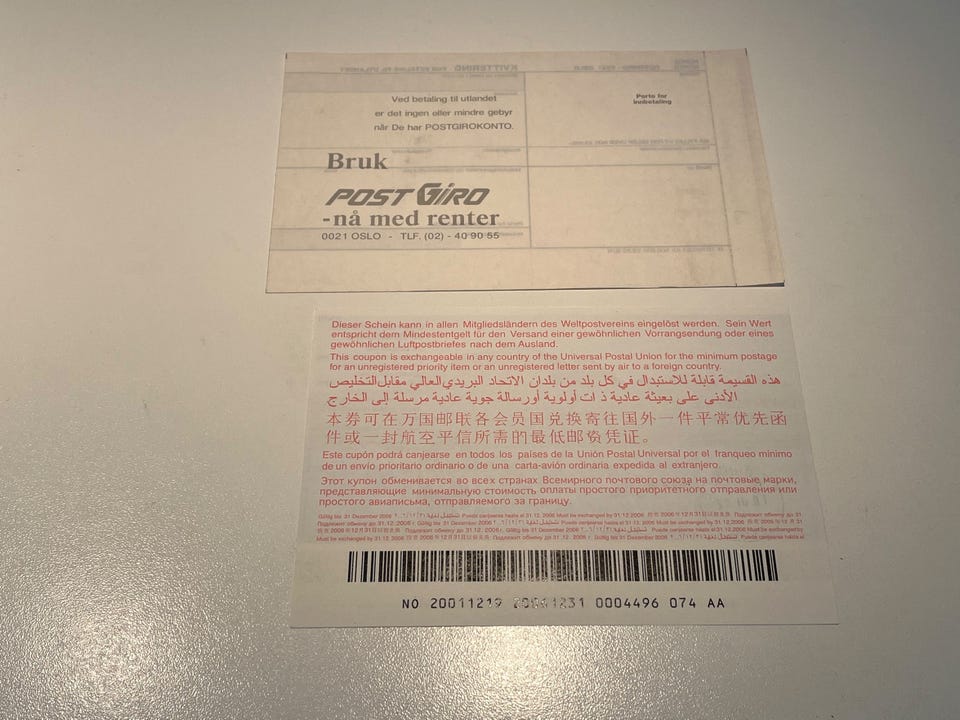 Ved betaling til utlandet
er det ingen eller mindre gebyr
når De har POSTGIROKONTO.
Porto for
innbetaling
Bruk
POSTGIRO
-nå med renter
0021 OSLO - TLF. (02) - 40 90 55
Dieser Schein kann in allen Mitgliedsländern des Weltpostvereins eingelöst werden. Sein Wert
entspricht dem Mindestentgelt für den Versand einer gewöhnlichen Vorrangsendung oder eines
gewöhnlichen Luftpostbriefes nach dem Ausland.
This coupon is exchangeable in any country of the Universal Postal Union for the minimum postage
for an unregistered priority item or an unregistered letter sent by air to a foreign country.
هذه القسيمة قابلة للاستبدال في كل بلد من بلدان الاتحاد البريدي العالمي مقابل التخليص
الأدنى على بعيثة عادية ذات أولوية أورسالة جوية عادية مرسلة إلى الخارج
本券可在万国邮联各会员国兑换寄往国外一件平常优先函
件或一封航空平信所需的最低邮资凭证。
Este cupón podrá canjearse en todos los países de la Unión Postal Universal por el franqueo mínimo
de un envío prioritario ordinario o de una carta-avión ordinaria expedida al extranjero.
Этот купон обменивается во всех странах Всемирного почтового союза на почтовые марки,
представляющие минимальную стоимость оплаты простого приоритетного отправления или
простого авиаписьма, отправляемого за границу.
NO 20011219 20061231 0004496 074 AA